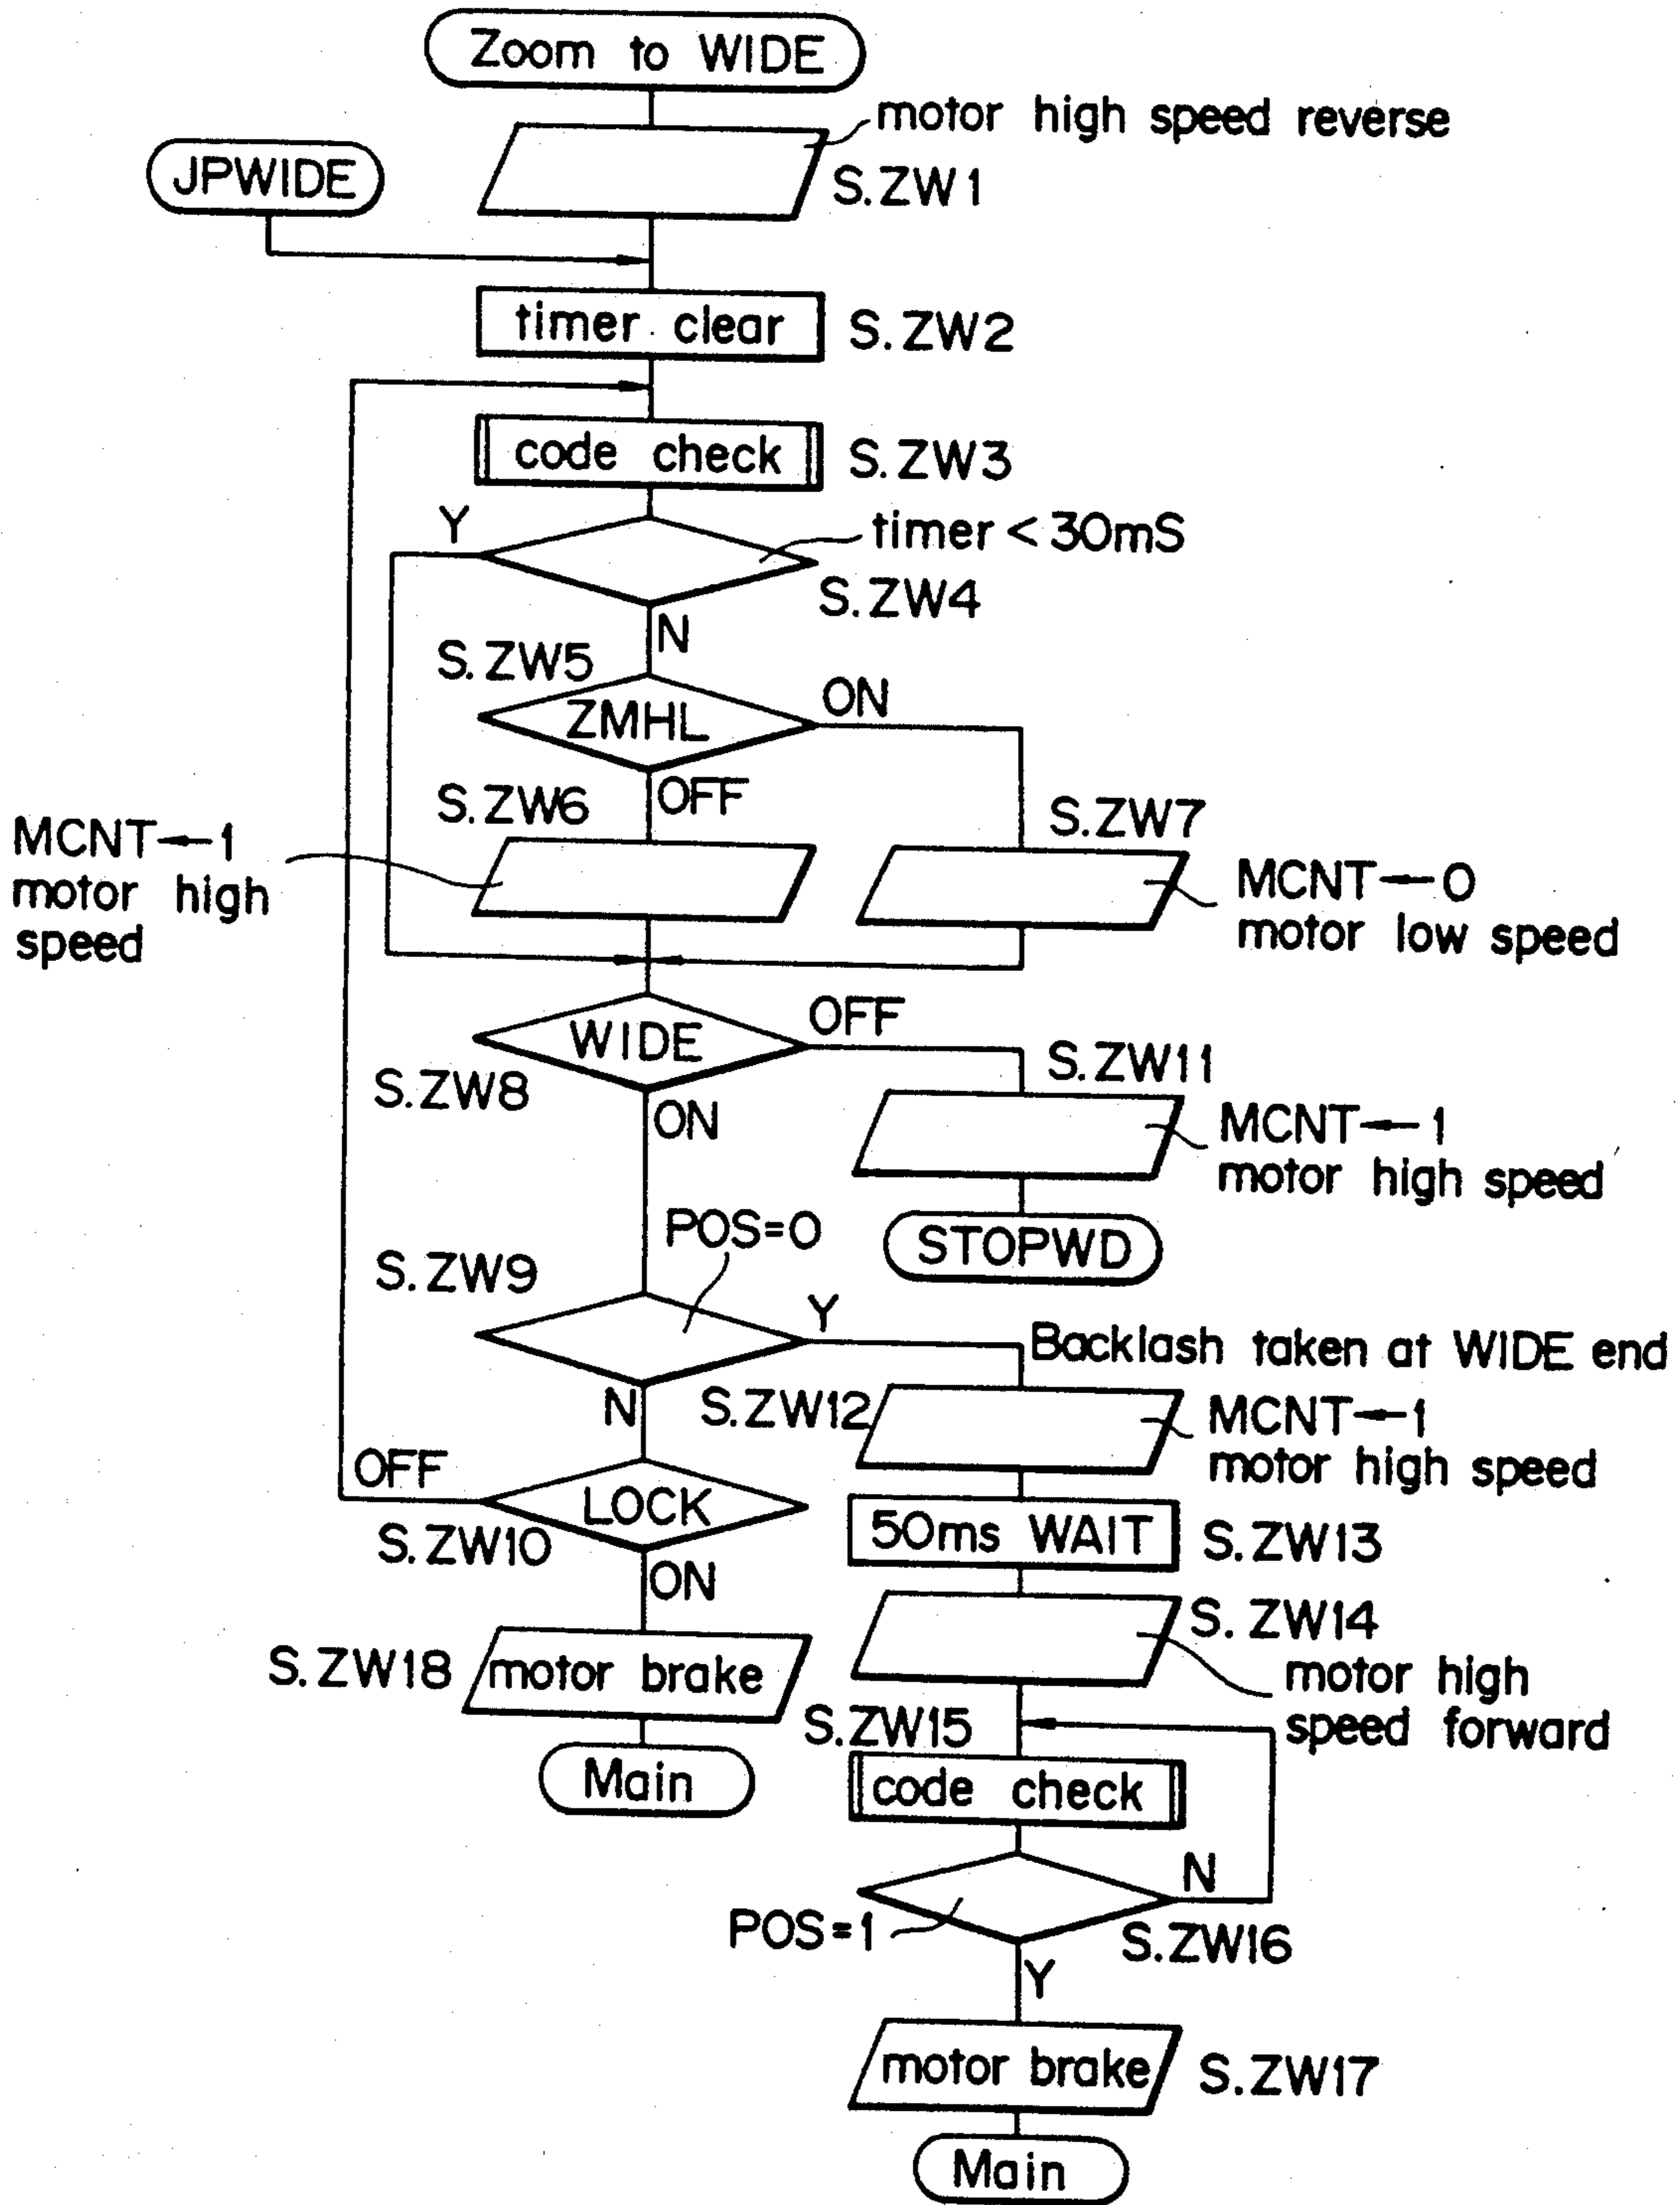 Zoom to WIDE
motor high speed reverse
JPWIDE
S.ZW1
timer clear
S.ZW2
code check
S.ZW3
Y
timer < 30mS
S.ZW4
N
S.ZW5
ZMHL
ON
S.ZW6
OFF
S.ZW7
MCNT←1
motor high
speed
MCNT←0
motor low speed
WIDE
OFF
S.ZW8
ON
S.ZW11
MCNT←1
motor high speed
STOPWD
POS=0
S.ZW9
Y
Backlash taken at WIDE end
N
S.ZW12
MCNT←1
motor high speed
OFF
LOCK
S.ZW10
ON
50ms WAIT
S.ZW13
S.ZW14
motor high
speed forward
S.ZW18
motor brake
Main
S.ZW15
code check
N
POS=1
S.ZW16
Y
motor brake
S.ZW17
Main